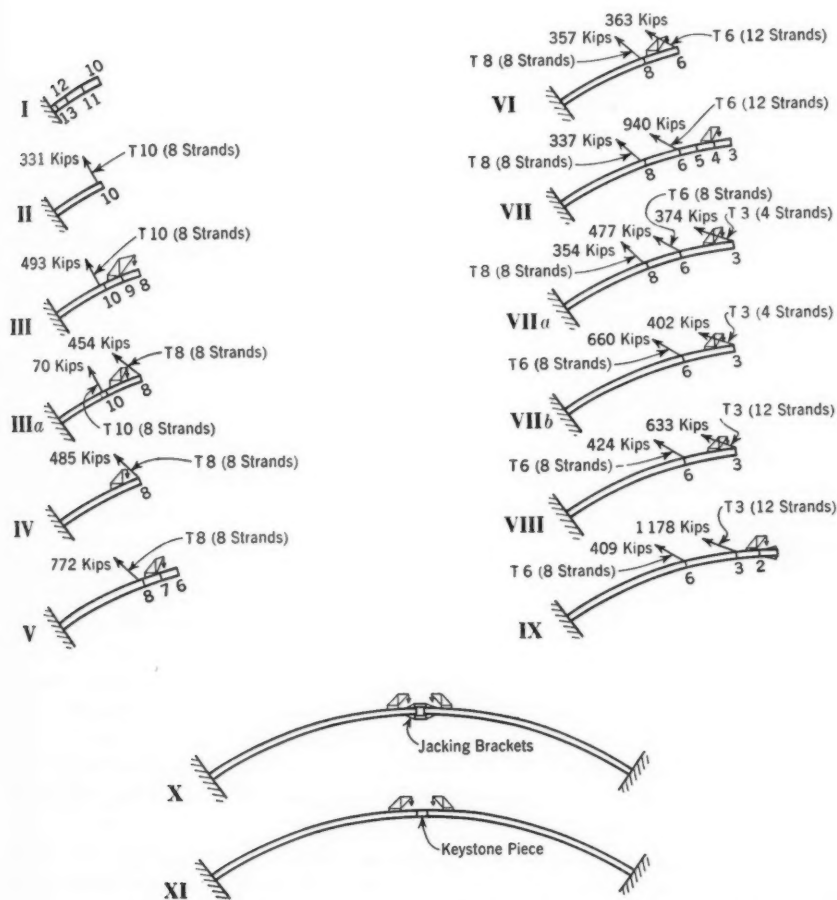 12 10
13 11
I
331 Kips
T 10 (8 Strands)
10
II
493 Kips
T 10 (8 Strands)
10 9 8
III
454 Kips
T 8 (8 Strands)
70 Kips
10 8
T 10 (8 Strands)
IIIa
485 Kips
T 8 (8 Strands)
8
IV
772 Kips
T 8 (8 Strands)
8 7 6
V
363 Kips
T 6 (12 Strands)
357 Kips
T 8 (8 Strands)
8 6
VI
T 6 (12 Strands)
940 Kips
337 Kips
T 8 (8 Strands)
8 6 5 4 3
VII
T 6 (8 Strands)
374 Kips
T 3 (4 Strands)
477 Kips
354 Kips
T 8 (8 Strands)
8 6 3
VIIa
T 3 (4 Strands)
402 Kips
660 Kips
T 6 (8 Strands)
6 3
VIIb
T 3 (12 Strands)
633 Kips
424 Kips
T 6 (8 Strands)
6 3
VIII
T 3 (12 Strands)
1 178 Kips
409 Kips
T 6 (8 Strands)
6 3 2
IX
Jacking Brackets
X
Keystone Piece
XI